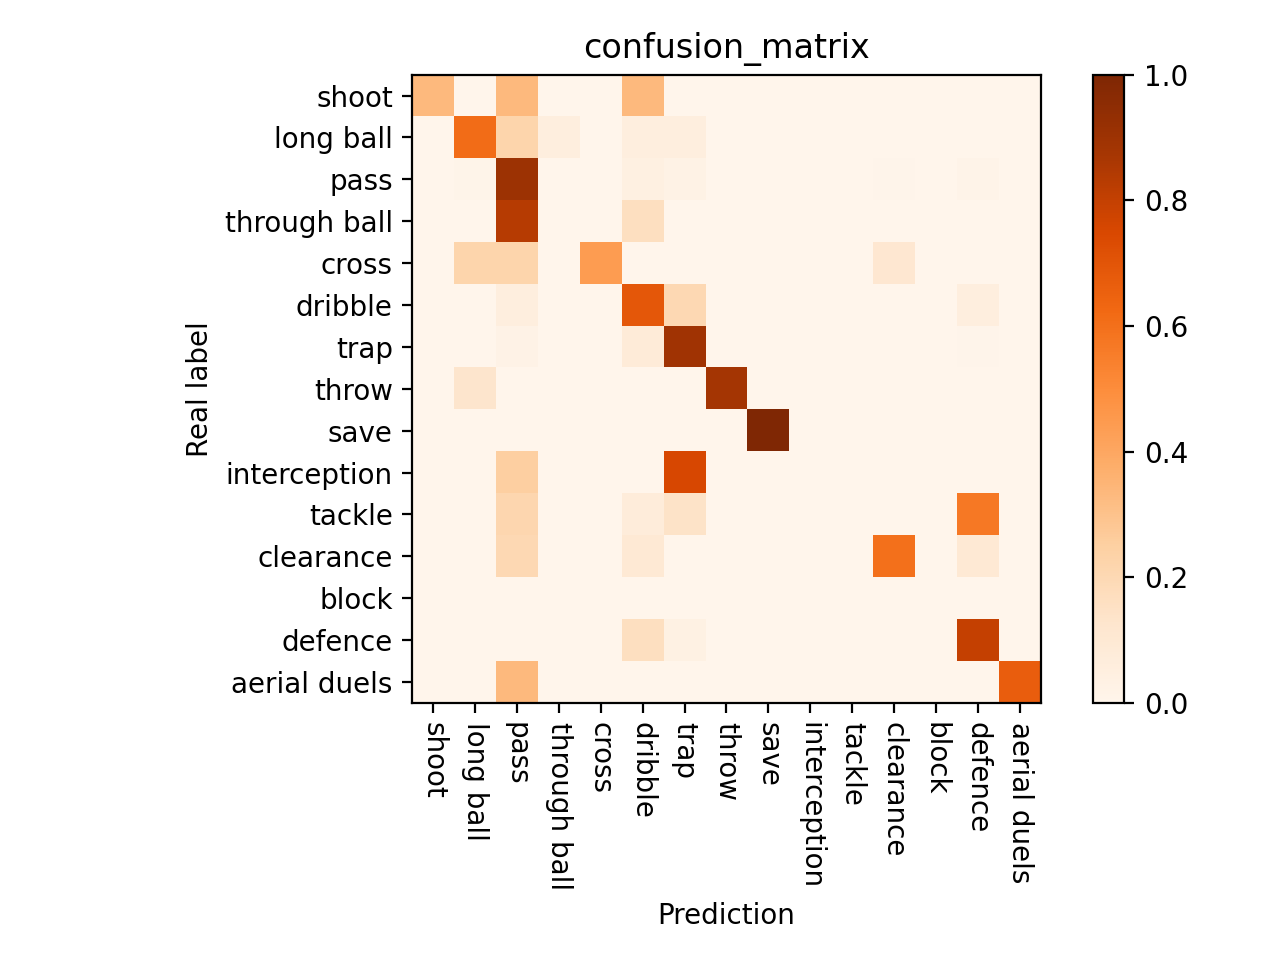 confusion_matrix
shoot
long ball
pass
through ball
cross
dribble
trap
throw
save
interception
tackle
clearance
block
defence
aerial duels
Real label
shoot
long ball
pass
through ball
cross
dribble
trap
throw
save
interception
tackle
clearance
block
defence
aerial duels
Prediction
1.0
0.8
0.6
0.4
0.2
0.0